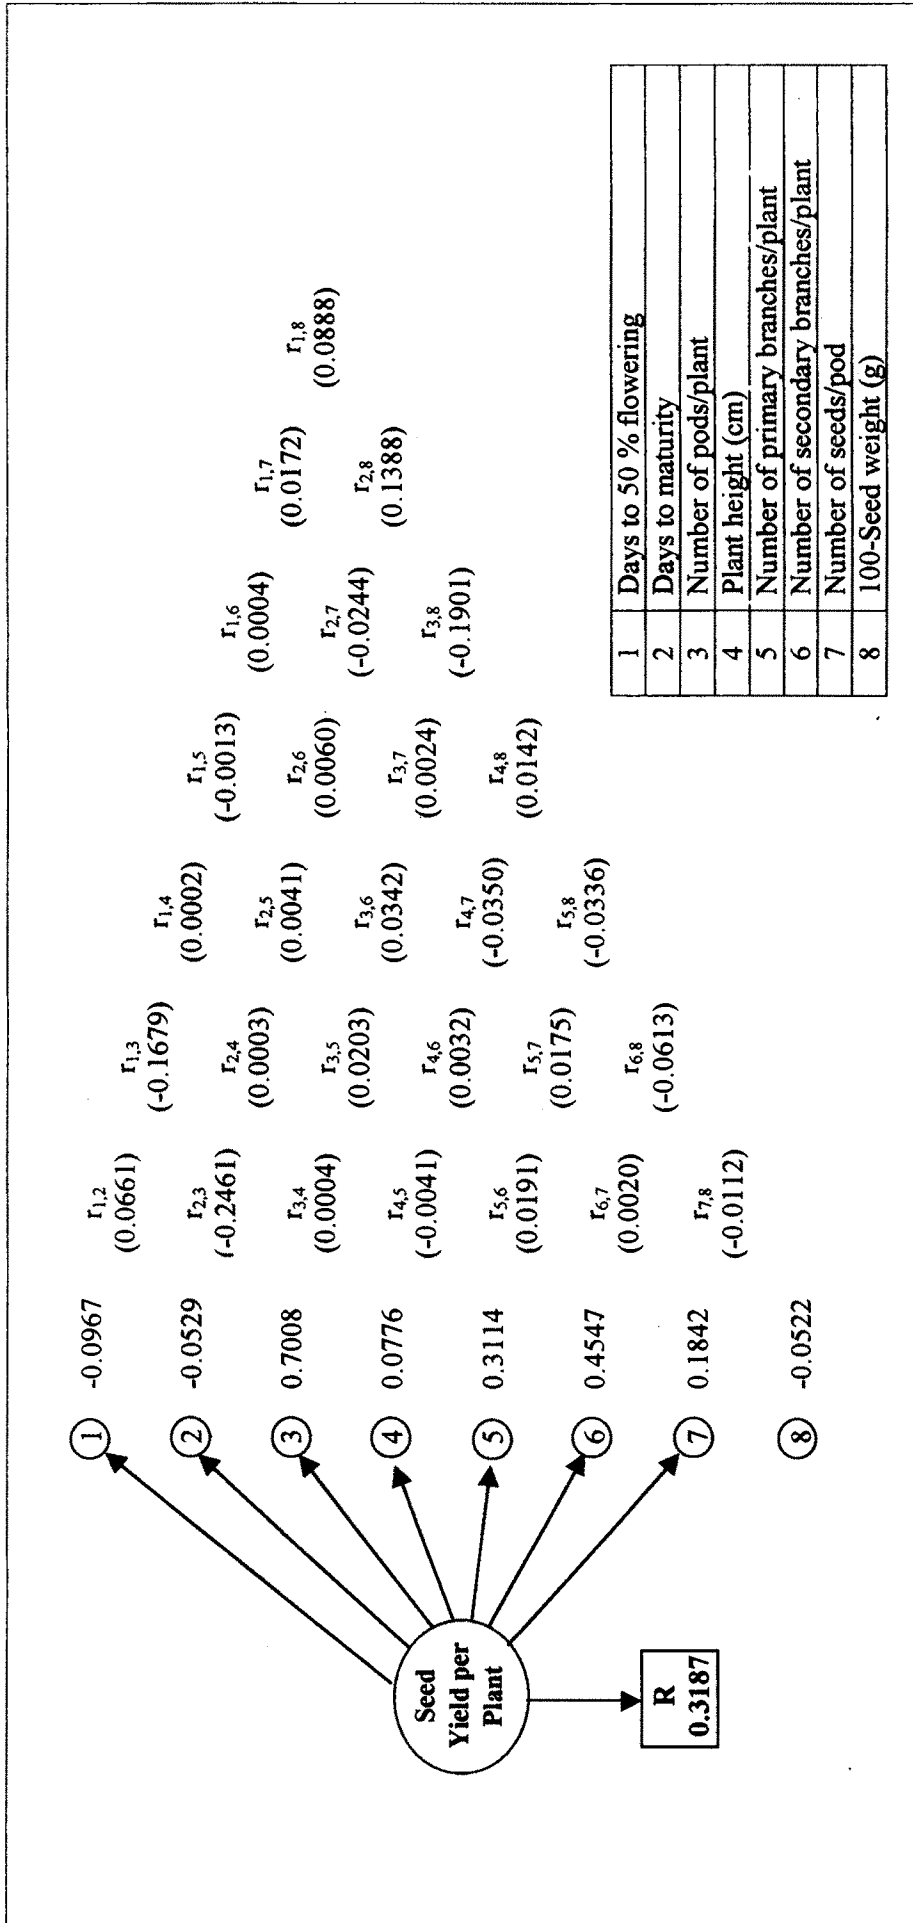 Seed
Yield per
Plant
R
0.3187
1 -0.0967
2 -0.0529
3 0.7008
4 0.0776
5 0.3114
6 0.4547
7 0.1842
8 -0.0522
r1,2
(0.0661)
r2,3
(-0.2461)
r3,4
(0.0004)
r4,5
(-0.0041)
r5,6
(0.0191)
r6,7
(0.0020)
r7,8
(-0.0112)
r1,3
(-0.1679)
r2,4
(0.0003)
r3,5
(0.0203)
r4,6
(0.0032)
r5,7
(0.0175)
r6,8
(-0.0613)
r1,4
(0.0002)
r2,5
(0.0041)
r3,6
(0.0342)
r4,7
(-0.0350)
r5,8
(-0.0336)
r1,5
(-0.0013)
r2,6
(0.0060)
r3,7
(0.0024)
r4,8
(0.0142)
r1,6
(0.0004)
r2,7
(-0.0244)
r3,8
(-0.1901)
r1,7
(0.0172)
r2,8
(0.1388)
r1,8
(0.0888)
1 Days to 50 % flowering
2 Days to maturity
3 Number of pods/plant
4 Plant height (cm)
5 Number of primary branches/plant
6 Number of secondary branches/plant
7 Number of seeds/pod
8 100-Seed weight (g)